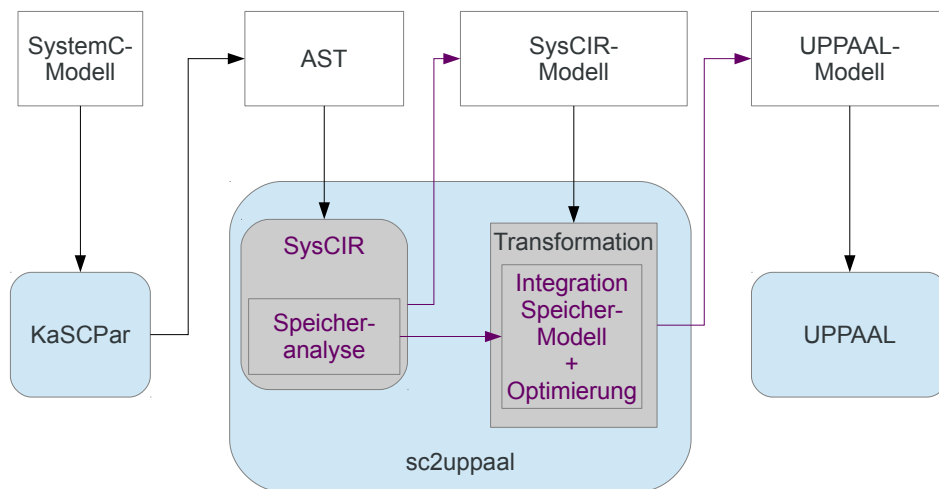 SystemC-
Modell
AST
SysCIR-
Modell
UPPAAL-
Modell
KaSCPar
SysCIR
Speicher-
analyse
Transformation
Integration
Speicher-
Modell
+
Optimierung
UPPAAL
sc2uppaal